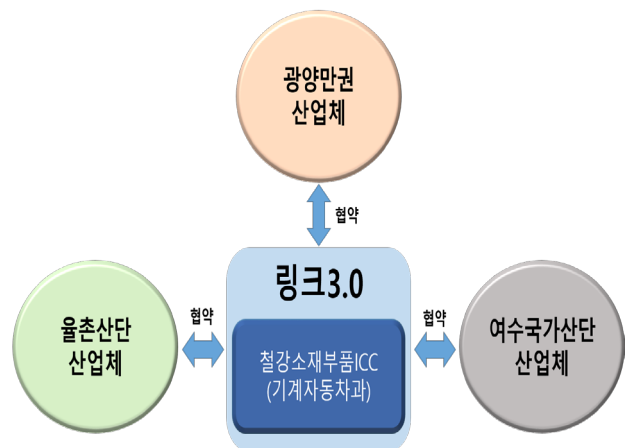 광양만권
산업체
협약
링크3.0
율촌산단
산업체
협약
철강소재부품ICC
(기계자동차과)
협약
여수국가산단
산업체